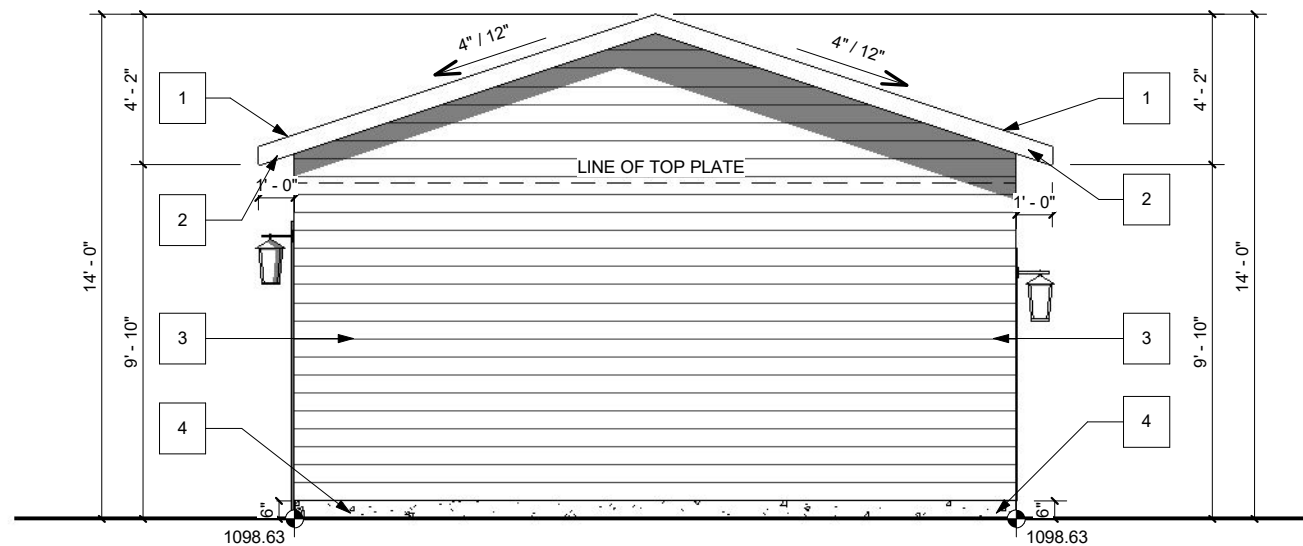 4" / 12"
4" / 12"
4' - 2"
4' - 2"
1
1
LINE OF TOP PLATE
1' - 0"
1' - 0"
2
2
14' - 0"
14' - 0"
9' - 10"
9' - 10"
3
3
4
4
6"
6"
1098.63
1098.63